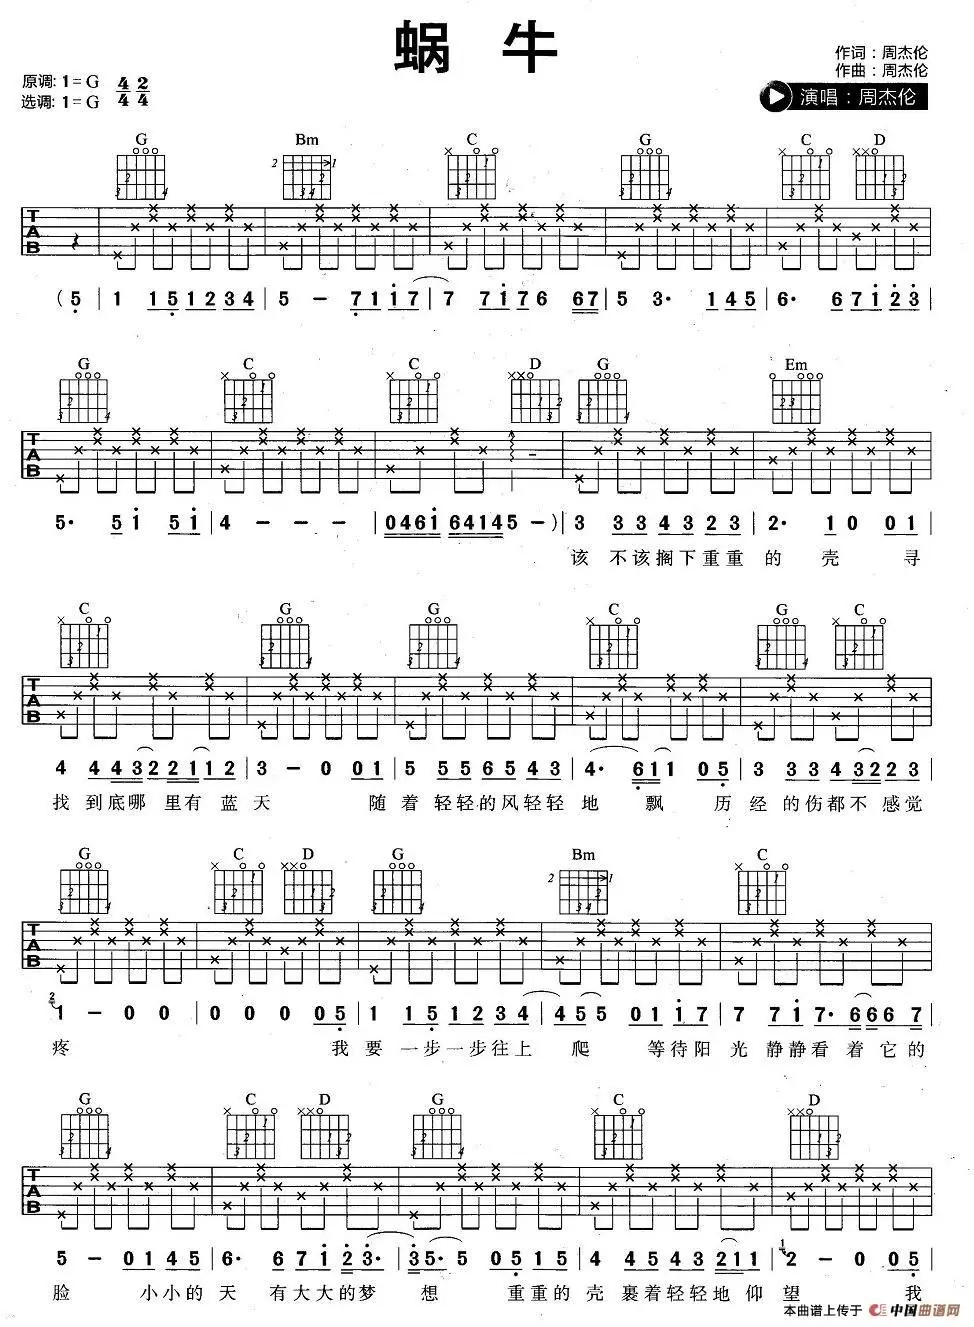 蜗 牛
作词：周杰伦
作曲：周杰伦
原调: 1=G 4/4 2/4
选调: 1=G
演唱：周杰伦
G Bm C G C D
TAB
(5 | 1 1 5 1 2 3 4 | 5 - 7 1 1 7 | 7 7 1 7 6 6 7 | 5 3· 1 4 5 | 6· 6 7 1 2 3 |
G C C D G Em
TAB
5· 5 1 5 1 | 4 - - - | 0 4 6 1 6 4 1 4 5 -) | 3 3 3 4 3 2 3 | 2· 1 0 0 1 |
该 不该搁下重重 的 壳 寻
C G G C G C
TAB
4 4 4 3 2 2 1 1 2 | 3 - 0 0 1 | 5 5 5 6 5 4 3 | 4· 6 1 1 0 5 | 3 3 3 4 3 2 2 3 |
找 到底哪 里有 蓝 天 随 着 轻轻的风轻轻 地 飘 历 经 的伤都不 感觉
G C D G Bm C
TAB
2 1 - 0 0 | 0 0 0 0 5 | 1 1 5 1 2 3 4 | 4 5 5 0 1 1 7 | 7 7 1 7· 6 6 6 7 |
疼 我 要 一步一步往上 爬 等待阳 光 静静看 着 它的
G C D G C D
TAB
5 - 0 1 4 5 | 6· 6 7 1 2 3· | 3 5· 5 0 5 1 5 | 4 4 5 4 3 2 1 1 | 1 2 - 0 0 5 |
脸 小小的 天 有大大的梦 想 重重的 壳 裹着轻轻地 仰 望 我
本曲谱上传于 中国曲谱网